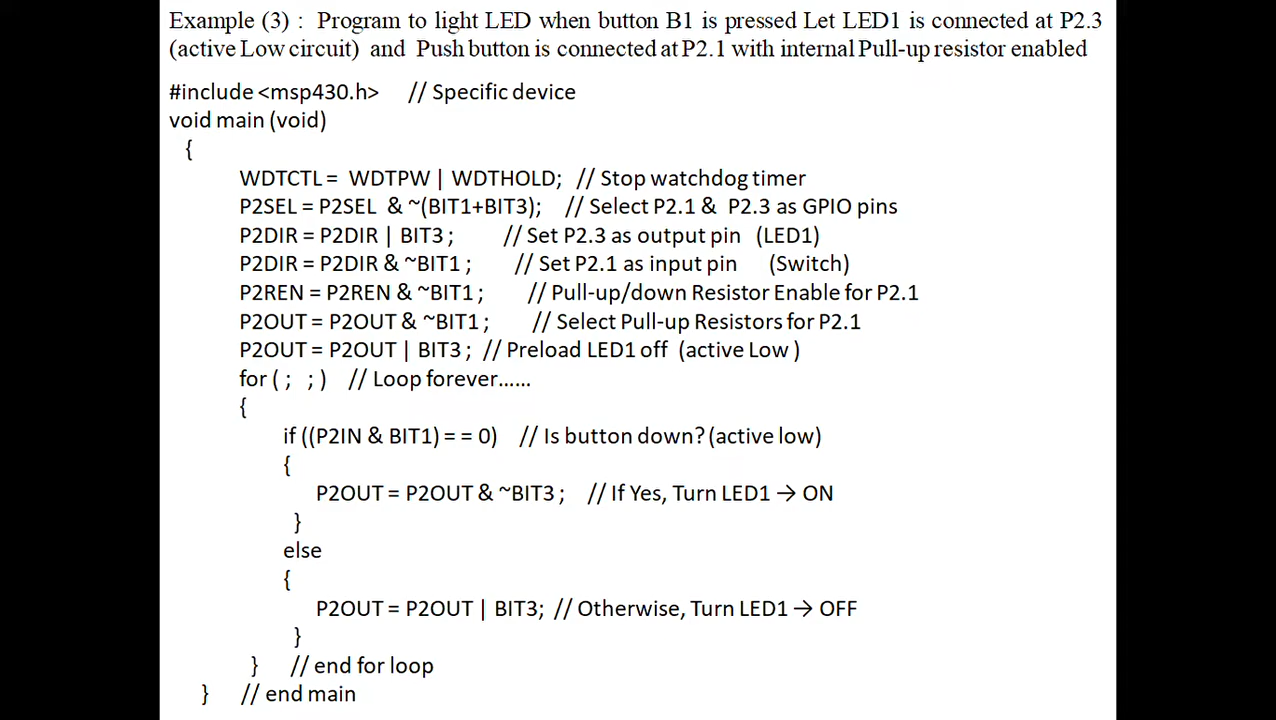 Example (3) : Program to light LED when button B1 is pressed Let LED1 is connected at P2.3
(active Low circuit) and Push button is connected at P2.1 with internal Pull-up resistor enabled
#include <msp430.h> // Specific device
void main (void)
{
WDTCTL = WDTPW | WDTHOLD; // Stop watchdog timer
P2SEL = P2SEL & ~(BIT1+BIT3); // Select P2.1 & P2.3 as GPIO pins
P2DIR = P2DIR | BIT3 ; // Set P2.3 as output pin (LED1)
P2DIR = P2DIR & ~BIT1 ; // Set P2.1 as input pin (Switch)
P2REN = P2REN & ~BIT1 ; // Pull-up/down Resistor Enable for P2.1
P2OUT = P2OUT & ~BIT1 ; // Select Pull-up Resistors for P2.1
P2OUT = P2OUT | BIT3 ; // Preload LED1 off (active Low )
for ( ; ; ) // Loop forever......
{
if ((P2IN & BIT1) = = 0) // Is button down? (active low)
{
P2OUT = P2OUT & ~BIT3 ; // If Yes, Turn LED1 → ON
}
else
{
P2OUT = P2OUT | BIT3; // Otherwise, Turn LED1 → OFF
}
} // end for loop
} // end main